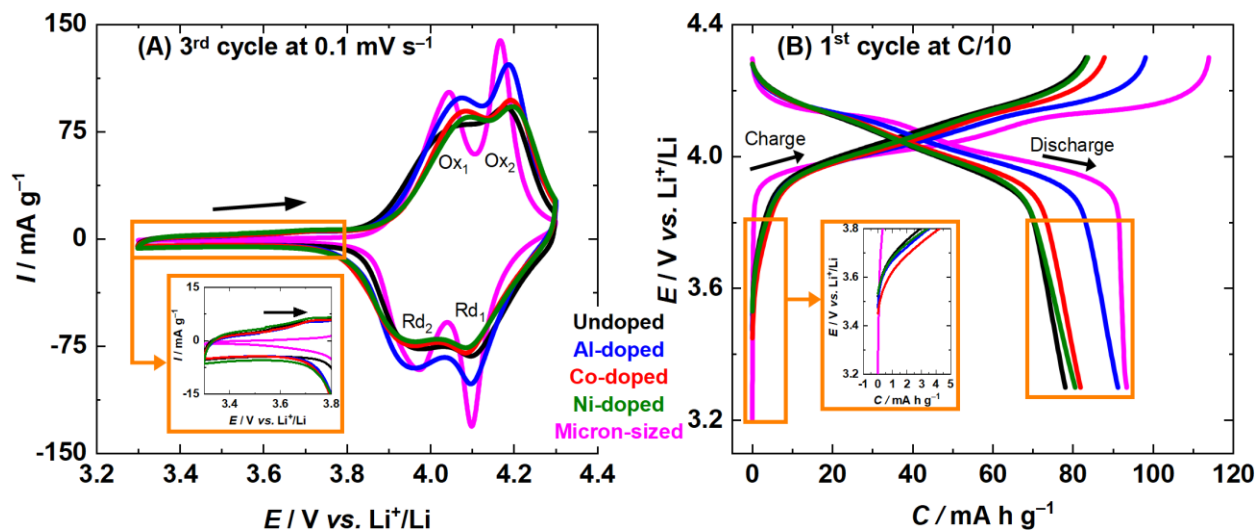 (A) 3rd cycle at 0.1 mV s⁻¹
150
75
0
-75
-150
I / mA g⁻¹
Ox₁
Ox₂
Rd₂
Rd₁
15
0
-15
I / mA g⁻¹
3.4
3.6
3.8
E / V vs. Li⁺/Li
Undoped
Al-doped
Co-doped
Ni-doped
Micron-sized
3.2
3.4
3.6
3.8
4.0
4.2
4.4
E / V vs. Li⁺/Li
(B) 1st cycle at C/10
4.4
4.0
3.6
3.2
E / V vs. Li⁺/Li
Charge
Discharge
3.8
3.6
3.4
3.2
E / V vs. Li⁺/Li
-1
0
1
2
3
4
5
C / mA h g⁻¹
0
20
40
60
80
100
120
C / mA h g⁻¹